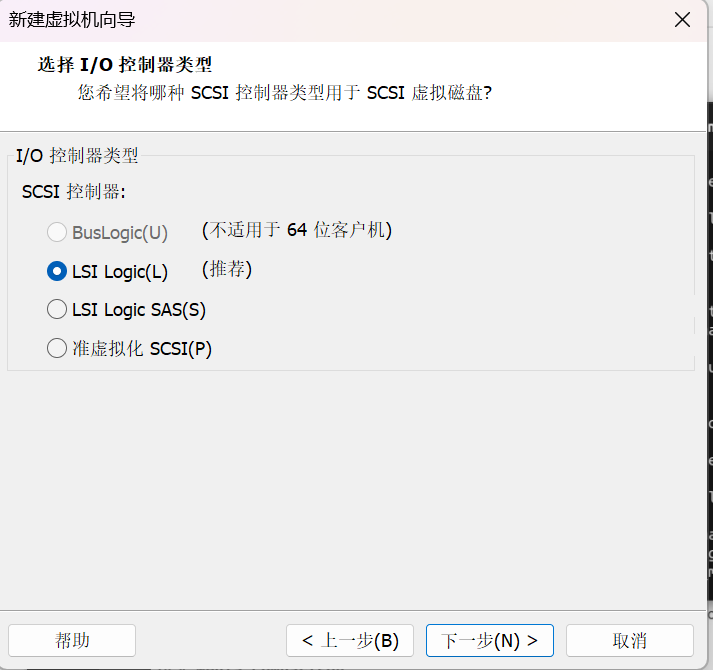 新建虚拟机向导
选择 I/O 控制器类型
您希望将哪种 SCSI 控制器类型用于 SCSI 虚拟磁盘?
I/O 控制器类型
SCSI 控制器:
BusLogic(U) (不适用于 64 位客户机)
LSI Logic(L) (推荐)
LSI Logic SAS(S)
准虚拟化 SCSI(P)
帮助 < 上一步(B) 下一步(N) > 取消